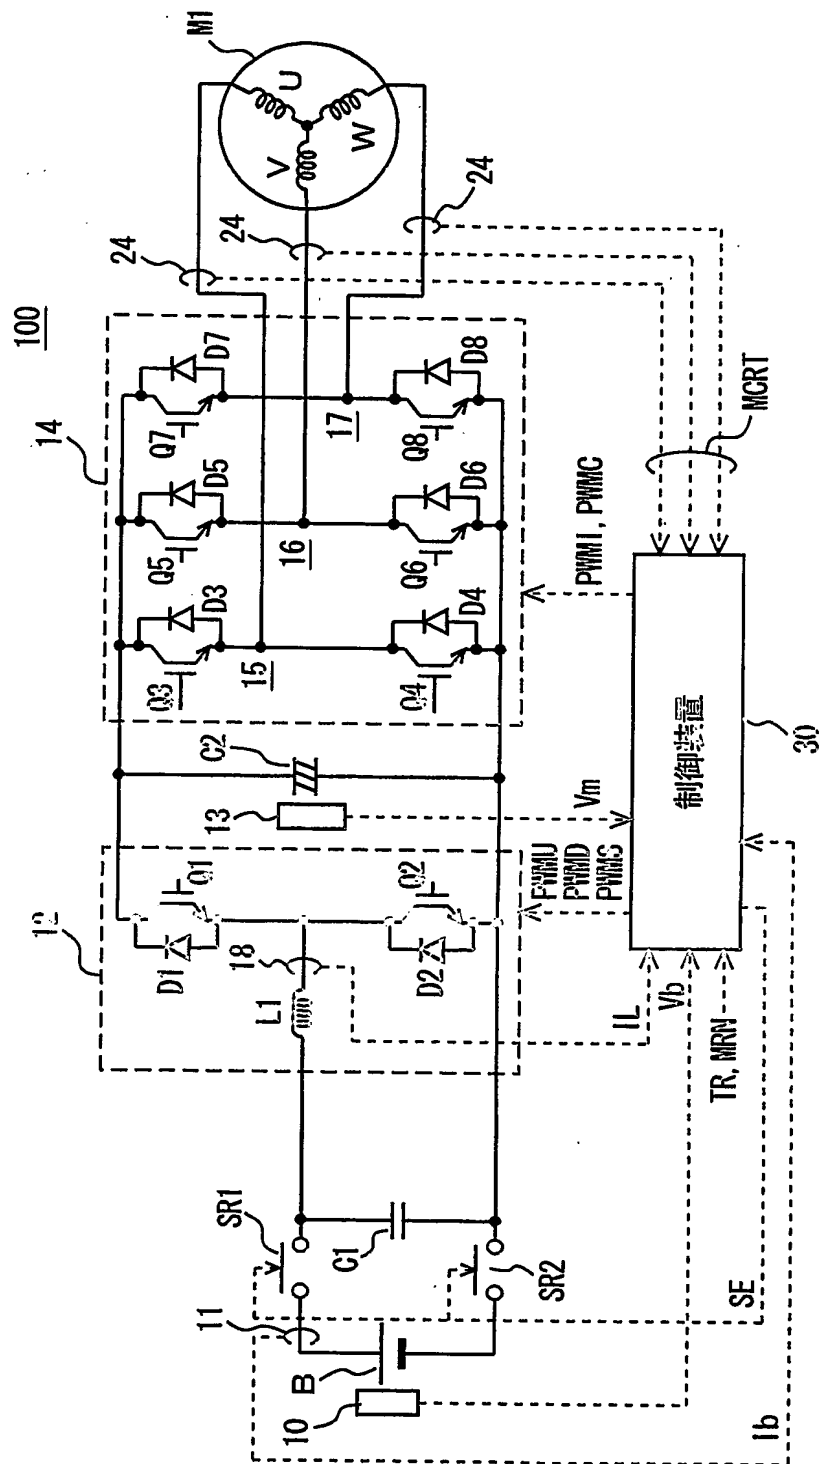 100
M1
U
V
W
24
24
24
14
Q7
D7
Q5
D5
Q3
D3
15
16
17
Q8
D8
Q6
D6
Q4
D4
C2
13
12
D1
Q1
18
L1
D2
Q2
SR1
C1
SR2
11
B
10
MCRT
PWMI, PWMC
Vm
PWMU
PWMD
PWMS
制御装置
30
IL
Vb
TR, MRN
SE
Ib